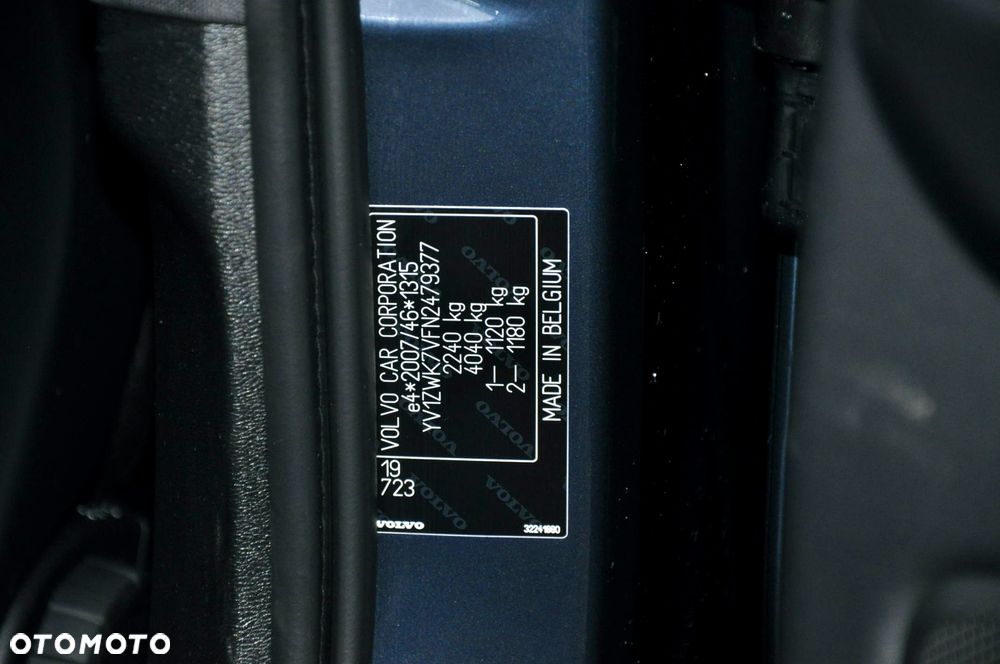 VOLVO CAR CORPORATION
e4*2007/46*1315
YV1ZWK7VFN2479377
2240 kg
4040 kg
1– 1120 kg
2– 1180 kg
MADE IN BELGIUM
19
723
VOLVO
32241880
OTOMOTO